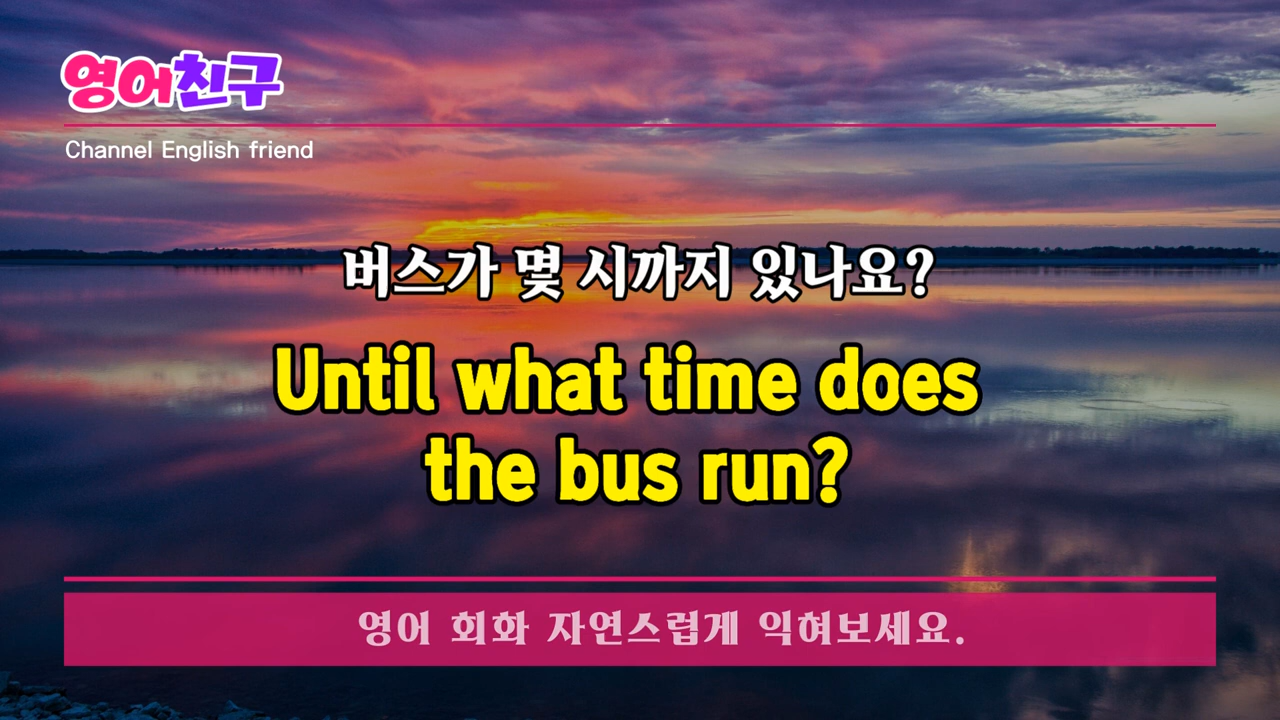 영어친구
Channel English friend
버스가 몇 시까지 있나요?
Until what time does
the bus run?
영어 회화 자연스럽게 익혀보세요.